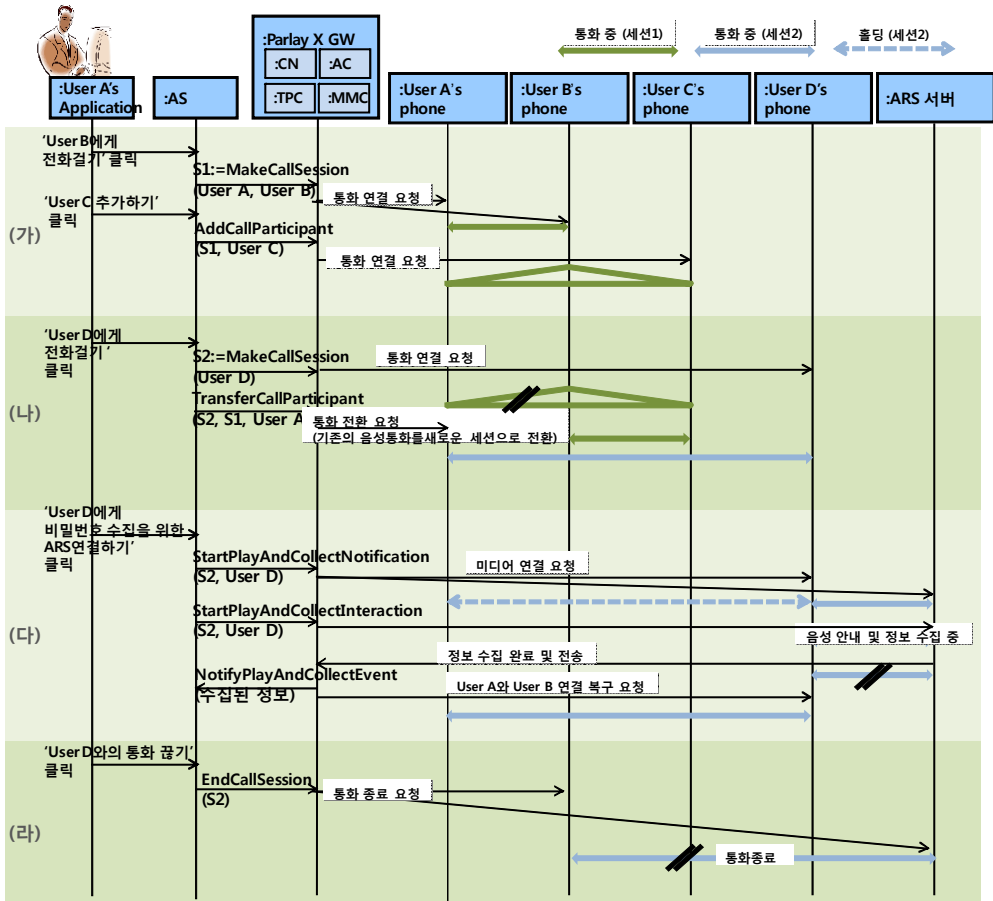 통화 중 (세션1)
통화 중 (세션2)
홀딩 (세션2)
:User A's
Application
:AS
:Parlay X GW
:CN
:AC
:TPC
:MMC
:User A's
phone
:User B's
phone
:User C's
phone
:User D's
phone
:ARS 서버
(가)
'User B에게
전화걸기' 클릭
S1:=MakeCallSession
(User A, User B)
통화 연결 요청
'User C 추가하기'
클릭
AddCallParticipant
(S1, User C)
통화 연결 요청
(나)
'User D에게
전화걸기 '
클릭
S2:=MakeCallSession
(User D)
통화 연결 요청
TransferCallParticipant
(S2, S1, User A
통화 전환 요청
(기존의 음성통화를새로운 세션으로 전환)
(다)
'User D에게
비밀번호 수집을 위한
ARS연결하기'
클릭
StartPlayAndCollectNotification
(S2, User D)
미디어 연결 요청
StartPlayAndCollectInteraction
(S2, User D)
음성 안내 및 정보 수집 중
정보 수집 완료 및 전송
NotifyPlayAndCollectEvent
(수집된 정보)
User A와 User B 연결 복구 요청
(라)
'User D와의 통화 끊기'
클릭
EndCallSession
(S2)
통화 종료 요청
통화종료